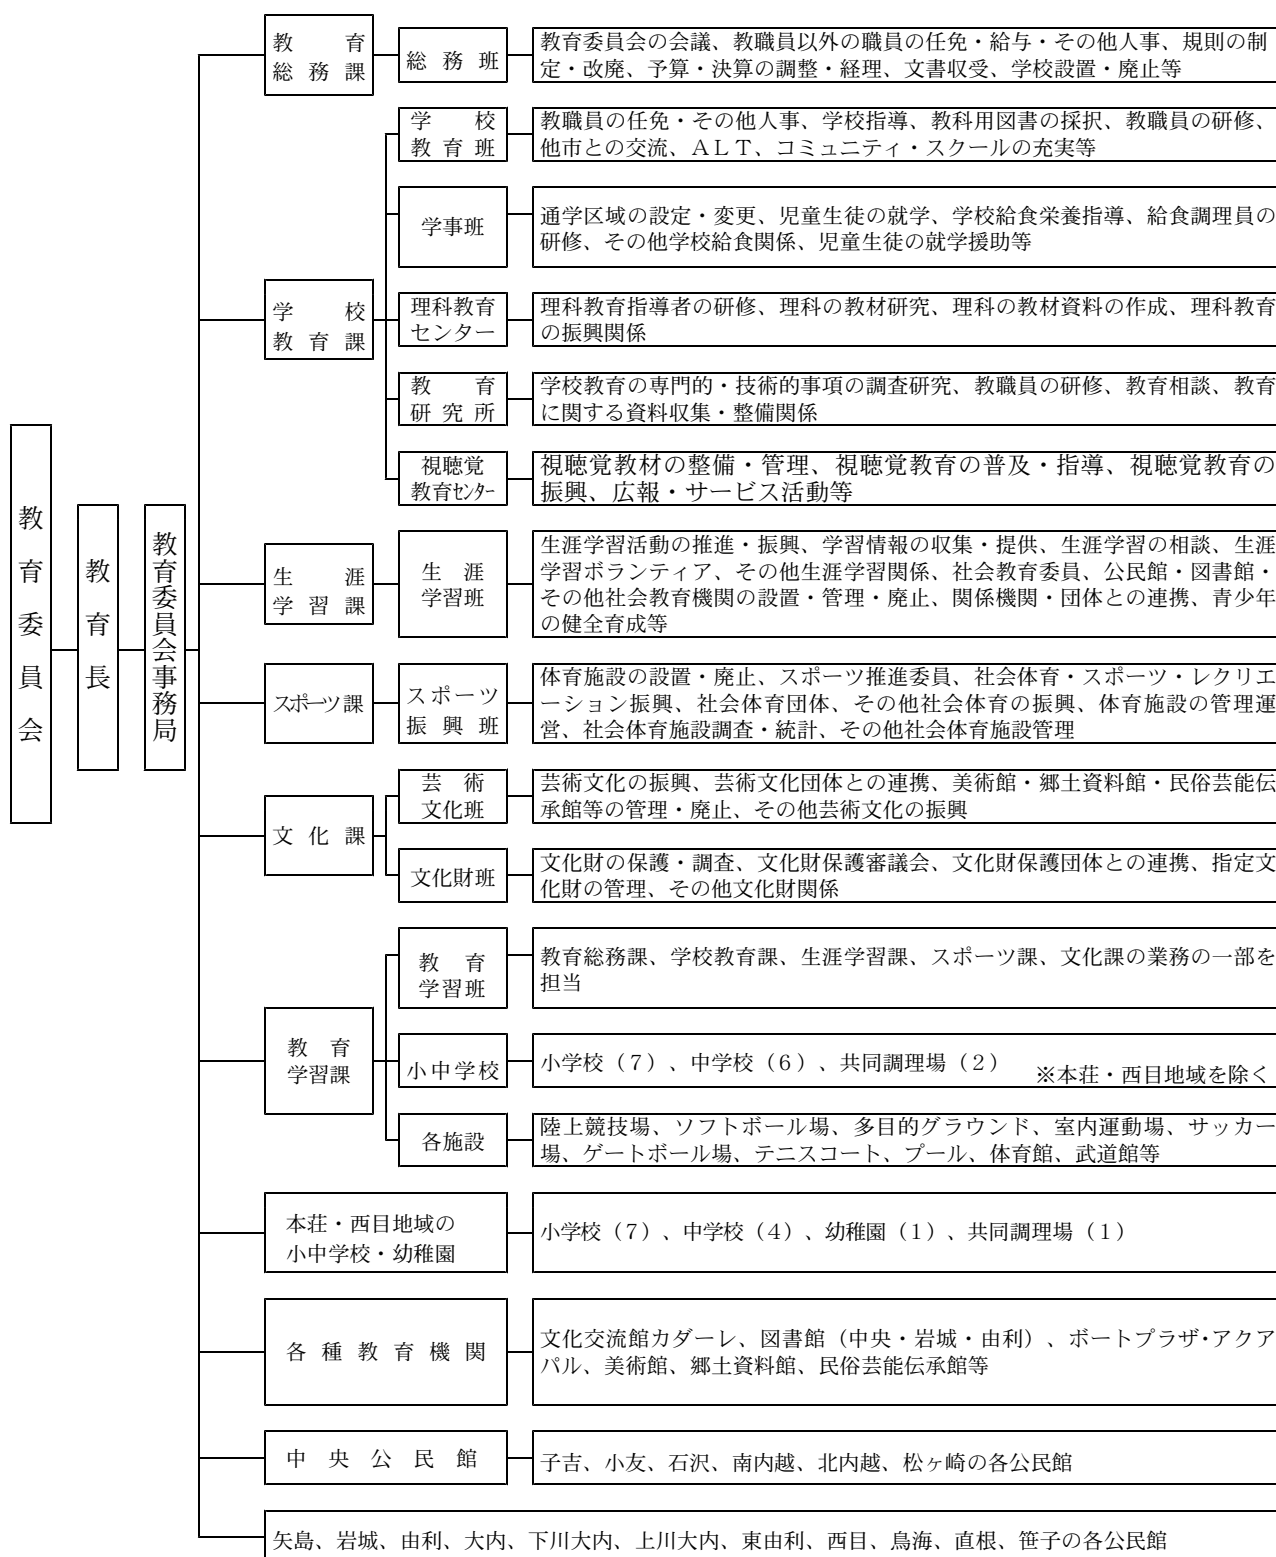 教育委員会
教育長
教育委員会事務局
教育
総務課
総務班
教育委員会の会議、教職員以外の職員の任免・給与・その他人事、規則の制
定・改廃、予算・決算の調整・経理、文書収受、学校設置・廃止等
学校
教育課
学校
教育班
教職員の任免・その他人事、学校指導、教科用図書の採択、教職員の研修、
他市との交流、ＡＬＴ、コミュニティ・スクールの充実等
学事班
通学区域の設定・変更、児童生徒の就学、学校給食栄養指導、給食調理員の
研修、その他学校給食関係、児童生徒の就学援助等
理科教育
センター
理科教育指導者の研修、理科の教材研究、理科の教材資料の作成、理科教育
の振興関係
教育
研究所
学校教育の専門的・技術的事項の調査研究、教職員の研修、教育相談、教育
に関する資料収集・整備関係
視聴覚
教育センター
視聴覚教材の整備・管理、視聴覚教育の普及・指導、視聴覚教育の
振興、広報・サービス活動等
生涯
学習課
生涯
学習班
生涯学習活動の推進・振興、学習情報の収集・提供、生涯学習の相談、生涯
学習ボランティア、その他生涯学習関係、社会教育委員、公民館・図書館・
その他社会教育機関の設置・管理・廃止、関係機関・団体との連携、青少年
の健全育成等
スポーツ課
スポーツ
振興班
体育施設の設置・廃止、スポーツ推進委員、社会体育・スポーツ・レクリエ
ーション振興、社会体育団体、その他社会体育の振興、体育施設の管理運
営、社会体育施設調査・統計、その他社会体育施設管理
文化課
芸術
文化班
芸術文化の振興、芸術文化団体との連携、美術館・郷土資料館・民俗芸能伝
承館等の管理・廃止、その他芸術文化の振興
文化財班
文化財の保護・調査、文化財保護審議会、文化財保護団体との連携、指定文
化財の管理、その他文化財関係
教育
学習課
教育
学習班
教育総務課、学校教育課、生涯学習課、スポーツ課、文化課の業務の一部を
担当
小中学校
小学校（７）、中学校（６）、共同調理場（２）
※本荘・西目地域を除く
各施設
陸上競技場、ソフトボール場、多目的グラウンド、室内運動場、サッカー
場、ゲートボール場、テニスコート、プール、体育館、武道館等
本荘・西目地域の
小中学校・幼稚園
小学校（７）、中学校（４）、幼稚園（１）、共同調理場（１）
各種教育機関
文化交流館カダーレ、図書館（中央・岩城・由利）、ボートプラザ・アクア
パル、美術館、郷土資料館、民俗芸能伝承館等
中央公民館
子吉、小友、石沢、南内越、北内越、松ヶ崎の各公民館
矢島、岩城、由利、大内、下川大内、上川大内、東由利、西目、鳥海、直根、笹子の各公民館